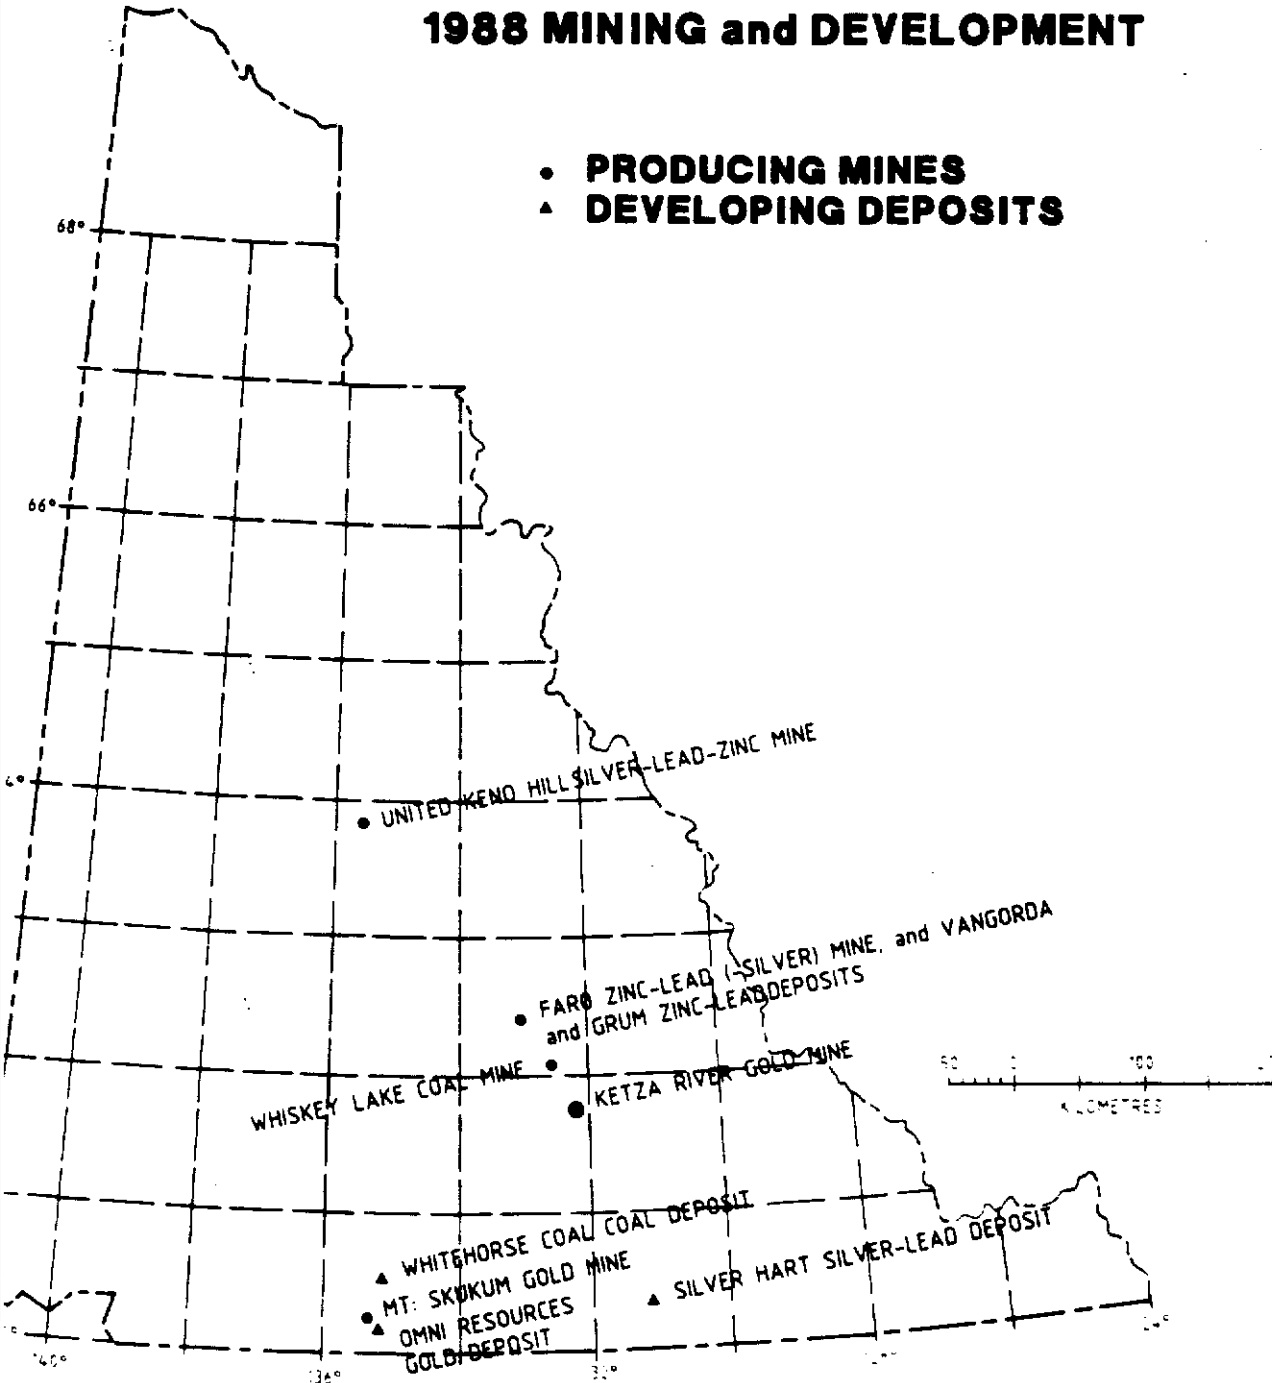 1988 MINING and DEVELOPMENT
• PRODUCING MINES
▲ DEVELOPING DEPOSITS
68°
66°
UNITED KENO HILL SILVER-LEAD-ZINC MINE
FARO ZINC-LEAD (-SILVER) MINE, and VANGORDA
and GRUM ZINC-LEAD DEPOSITS
WHISKEY LAKE COAL MINE
KETZA RIVER GOLD MINE
50 0 100
KILOMETRES
WHITEHORSE COAL COAL DEPOSIT
MT: SKUKUM GOLD MINE
OMNI RESOURCES
GOLD DEPOSIT
SILVER HART SILVER-LEAD DEPOSIT
140°
136°